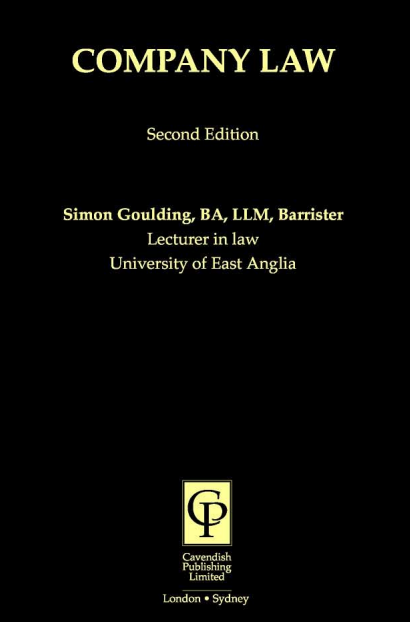 COMPANY LAW
Second Edition
Simon Goulding, BA, LLM, Barrister
Lecturer in law
University of East Anglia
CP
Cavendish
Publishing
Limited
London • Sydney